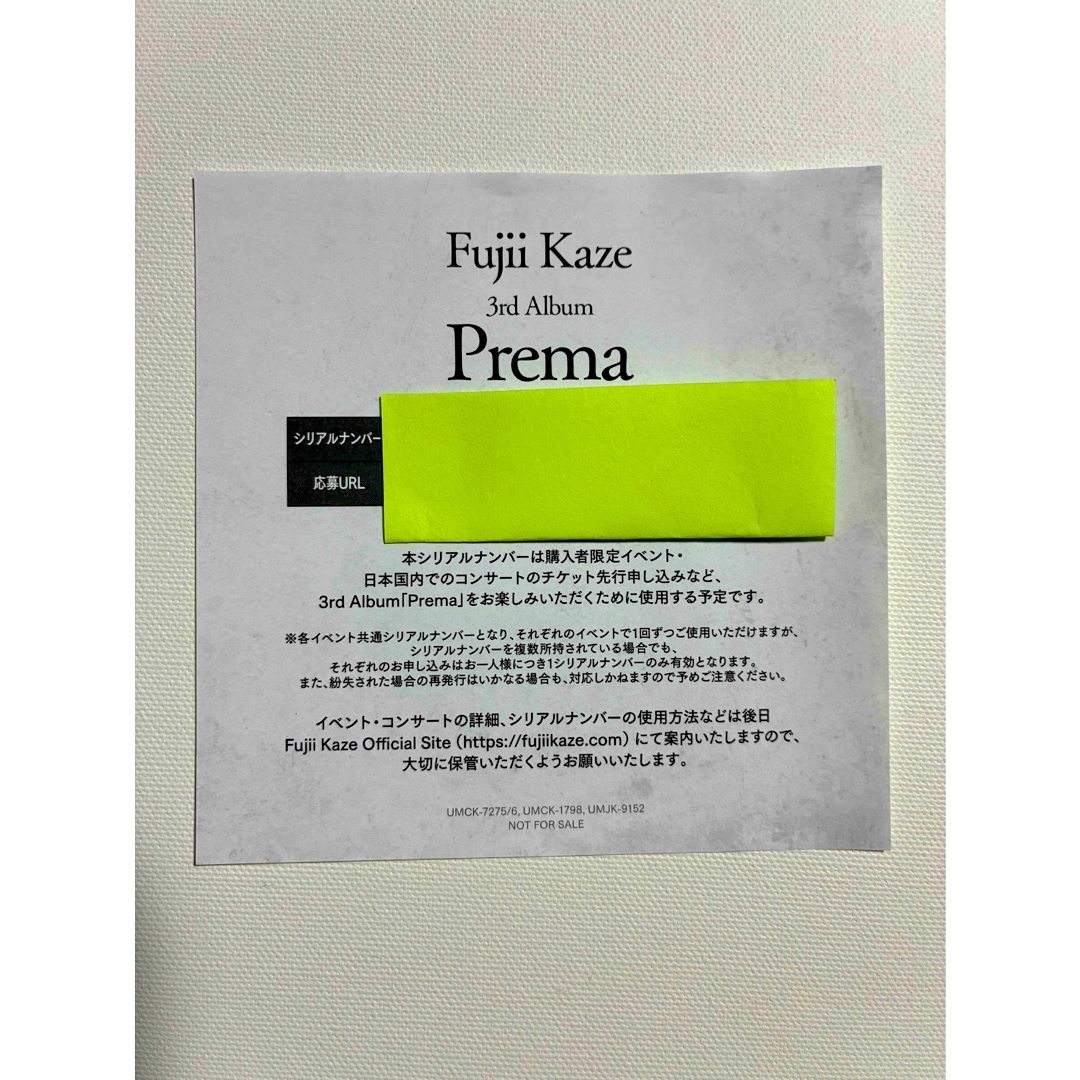 Fujii Kaze
3rd Album
Prema
シリアルナンバー
応募URL
本シリアルナンバーは購入者限定イベント・
日本国内でのコンサートのチケット先行申し込みなど、
3rd Album「Prema」をお楽しみいただくために使用する予定です。
※各イベント共通シリアルナンバーとなり、それぞれのイベントで1回ずつご使用いただけますが、
シリアルナンバーを複数所持されている場合でも、
それぞれのお申し込みはお一人様につき1シリアルナンバーのみ有効となります。
また、紛失された場合の再発行はいかなる場合も、対応しかねますので予めご注意ください。
イベント・コンサートの詳細、シリアルナンバーの使用方法などは後日
Fujii Kaze Official Site（https://fujiikaze.com）にて案内いたしますので、
大切に保管いただくようお願いいたします。
UMCK-7275/6, UMCK-1798, UMJK-9152
NOT FOR SALE